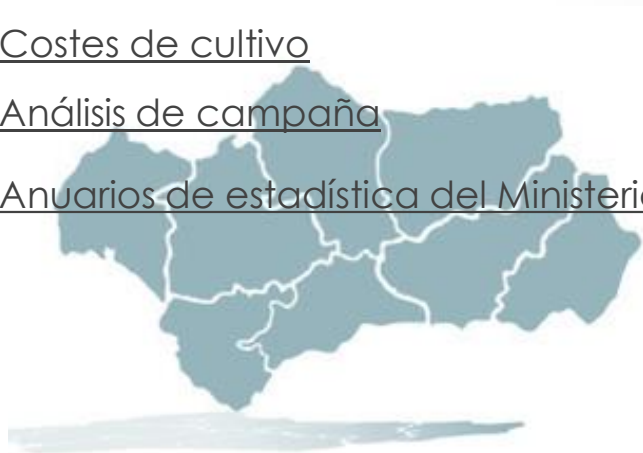 Costes de cultivo
Análisis de campaña
Anuarios de estadística del Ministeri